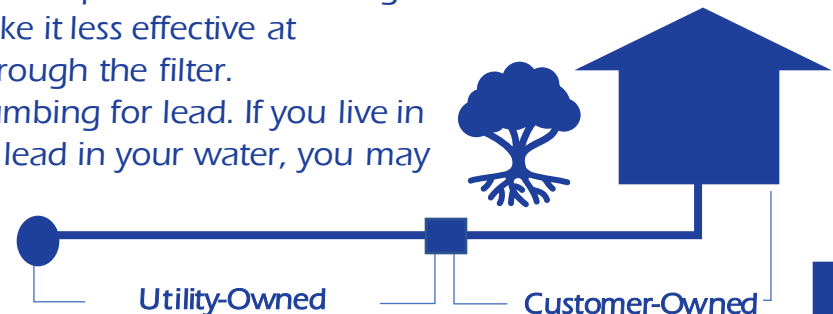 ke it less effective at
rough the filter.
umbing for lead. If you live in
lead in your water, you may
Utility-Owned
Customer-Owned